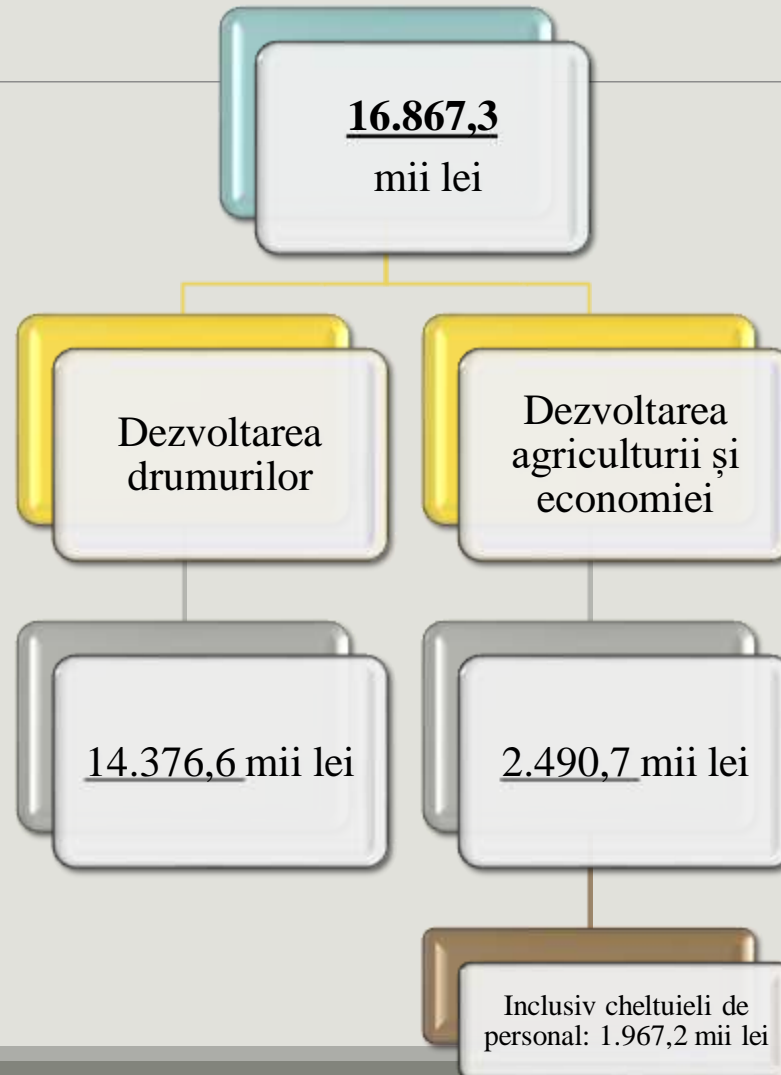 16.867,3
mii lei
Dezvoltarea
drumurilor
Dezvoltarea
agriculturii și
economiei
14.376,6 mii lei
2.490,7 mii lei
Inclusiv cheltuieli de
personal: 1.967,2 mii lei